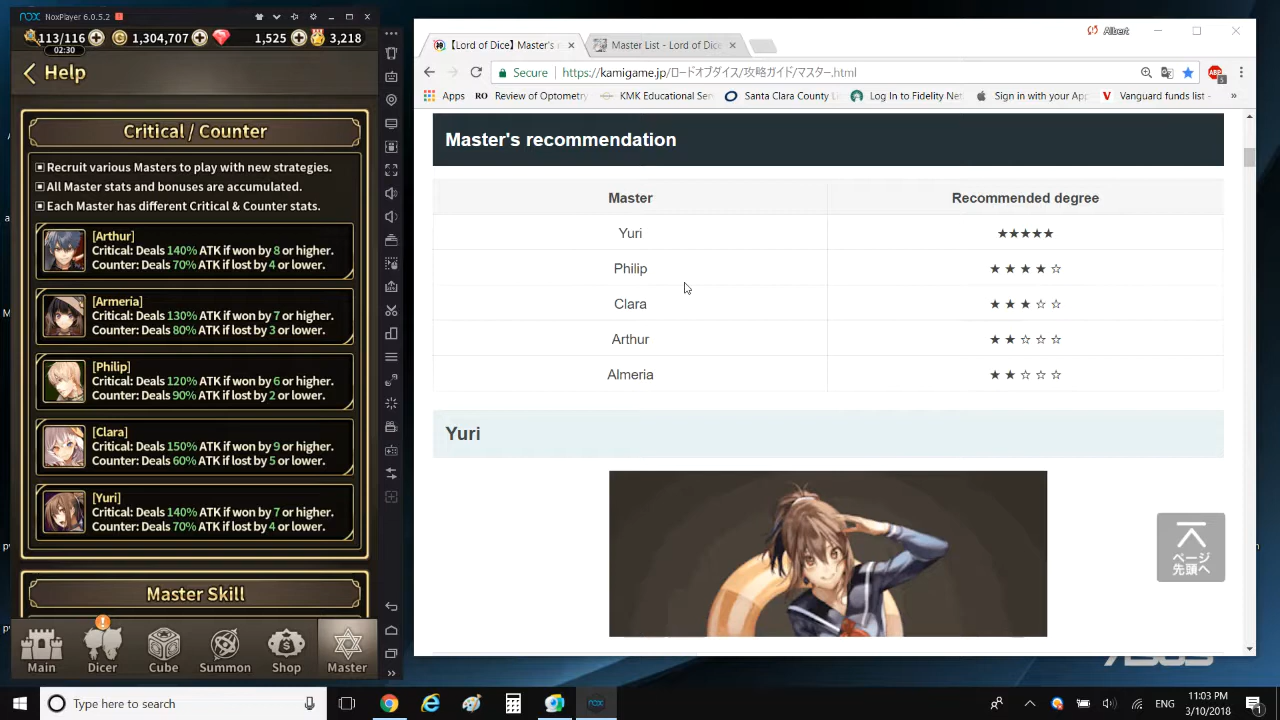 NoxPlayer 6.0.5.2
113/116
1,304,707
1,525
3,218
02:30
Help
Critical / Counter
Recruit various Masters to play with new strategies.
All Master stats and bonuses are accumulated.
Each Master has different Critical & Counter stats.
[Arthur]
Critical: Deals 140% ATK if won by 8 or higher.
Counter: Deals 70% ATK if lost by 4 or lower.
[Armeria]
Critical: Deals 130% ATK if won by 7 or higher.
Counter: Deals 80% ATK if lost by 3 or lower.
[Philip]
Critical: Deals 120% ATK if won by 6 or higher.
Counter: Deals 90% ATK if lost by 2 or lower.
[Clara]
Critical: Deals 150% ATK if won by 9 or higher.
Counter: Deals 60% ATK if lost by 5 or lower.
[Yuri]
Critical: Deals 140% ATK if won by 7 or higher.
Counter: Deals 70% ATK if lost by 4 or lower.
Master Skill
Main
Dicer
Cube
Summon
Shop
Master
【Lord of Dice】Master's
Master List - Lord of Dice
Albert
Secure
https://kamigame.jp/ロードオブダイス/攻略ガイド/マスター.html
Apps
Review of Optometry
KMK Educational Serv
Santa Clara County
Log In to Fidelity Net
Sign in with your Ap
Vanguard funds list
Master's recommendation
Master Recommended degree
Yuri ★★★★★
Philip ★★★★☆
Clara ★★★☆☆
Arthur ★★☆☆☆
Almeria ★★☆☆☆
Yuri
ページ
先頭へ
ASUS
Type here to search
ENG
11:03 PM
3/10/2018